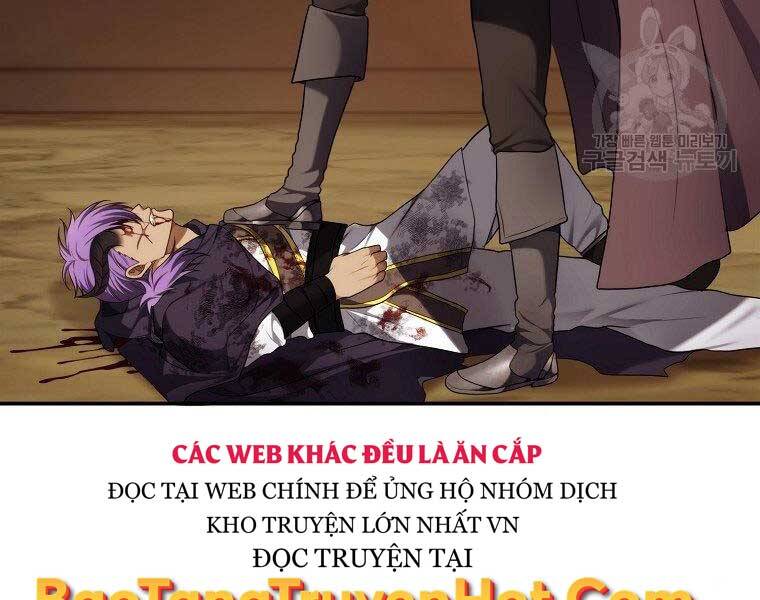 가장 빠른 웹툰 미리보기
구글검색 뉴토끼
CÁC WEB KHÁC ĐỀU LÀ ĂN CẮP
ĐỌC TẠI WEB CHÍNH ĐỂ ỦNG HỘ NHÓM DỊCH
KHO TRUYỆN LỚN NHẤT VN
ĐỌC TRUYỆN TẠI
BaoTangTruyenHot.Com